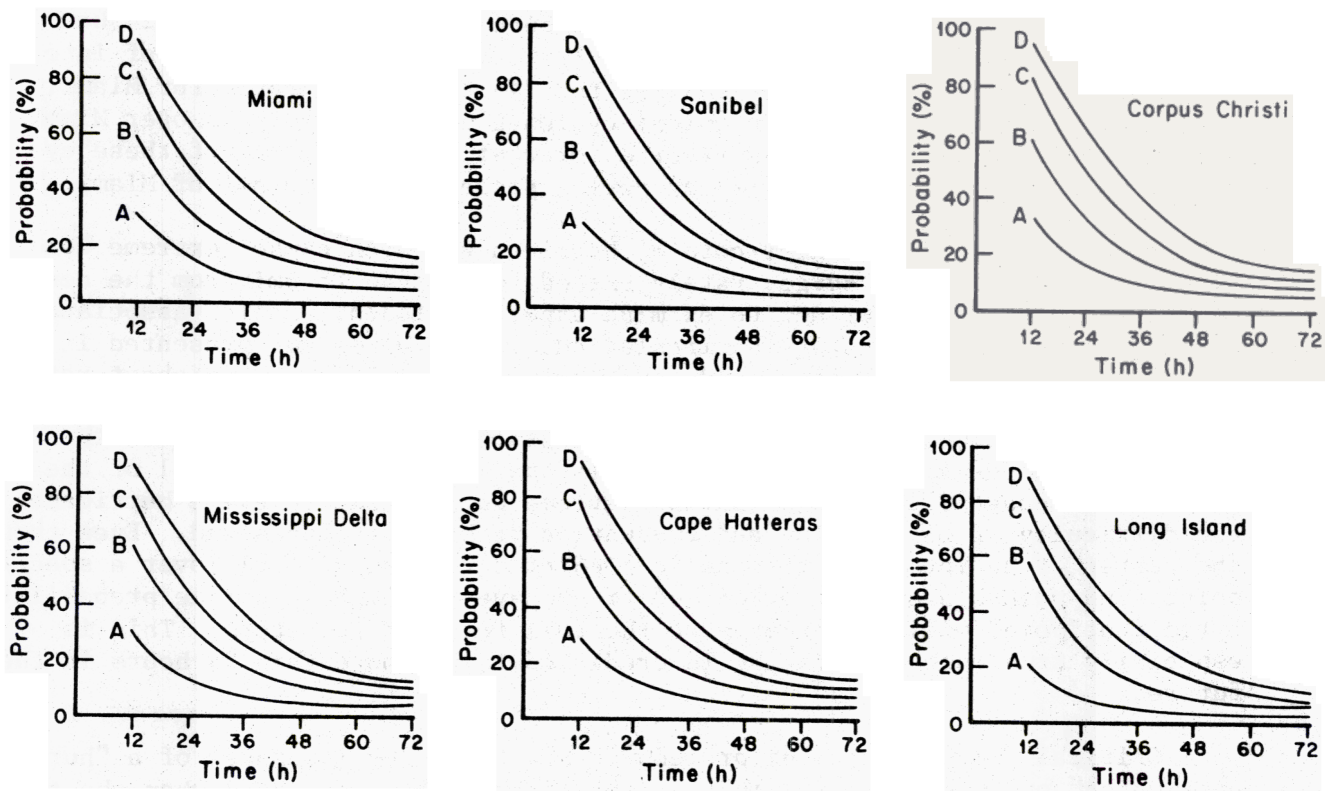 100
80
60
40
20
0
Probability (%)
D
C
B
A
Miami
12 24 36 48 60 72
Time (h)
100
80
60
40
20
0
Probability (%)
D
C
B
A
Sanibel
12 24 36 48 60 72
Time (h)
100
80
60
40
20
0
Probability (%)
D
C
B
A
Corpus Christi
12 24 36 48 60 72
Time (h)
100
80
60
40
20
0
Probability (%)
D
C
B
A
Mississippi Delta
12 24 36 48 60 72
Time (h)
100
80
60
40
20
0
Probability (%)
D
C
B
A
Cape Hatteras
12 24 36 48 60 72
Time (h)
100
80
60
40
20
0
Probability (%)
D
C
B
A
Long Island
12 24 36 48 60 72
Time (h)